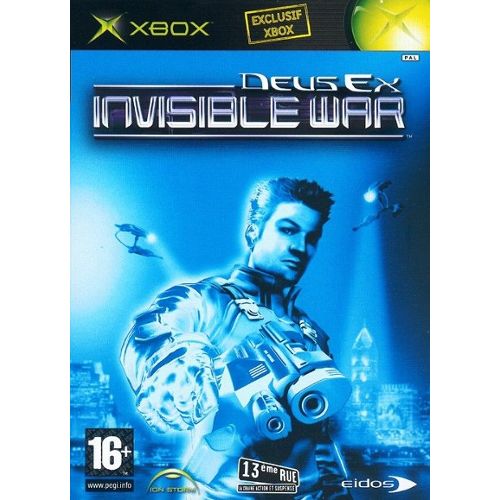 XBOX
EXCLUSIF
XBOX
PAL
DEUS EX
INVISIBLE WAR
TM
16+
www.pegi.info
ION STORM
13ème RUE
LA CHAINE ACTION ET SUSPENSE
eidos